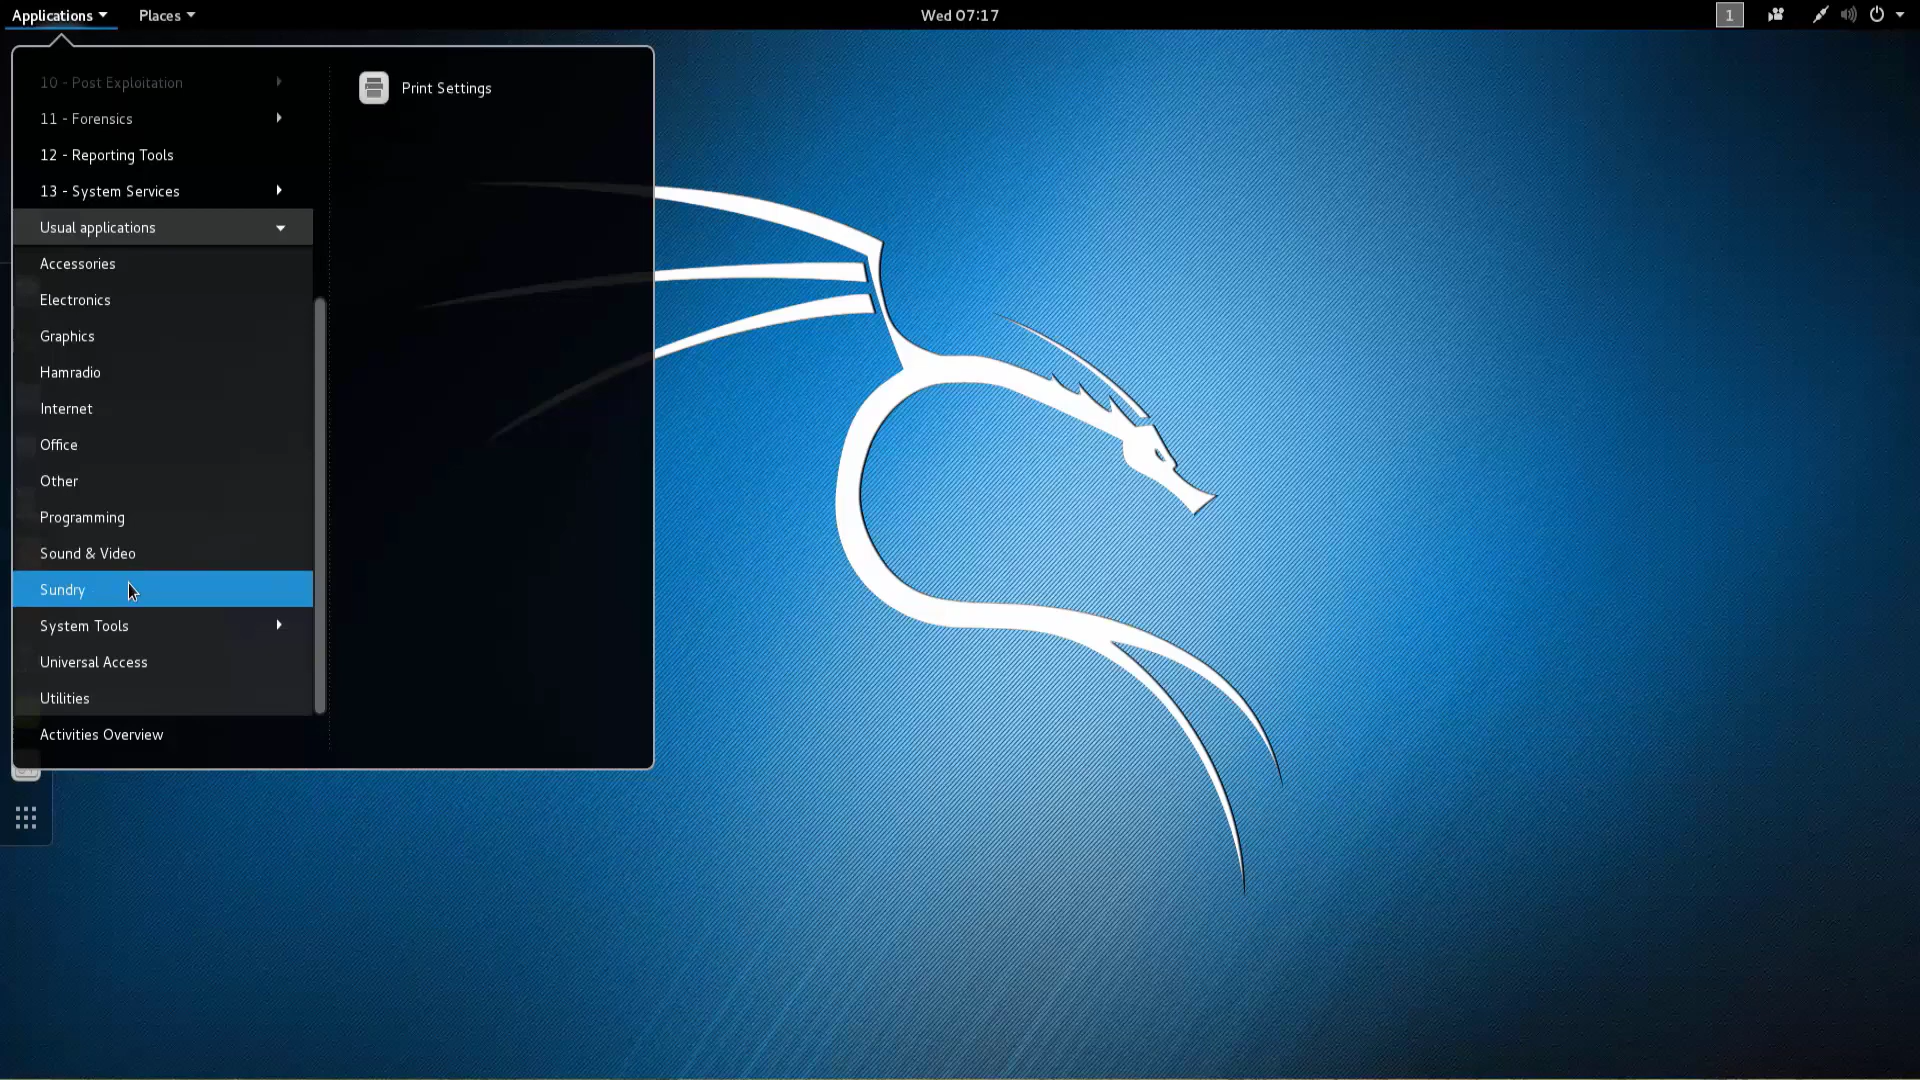 Applications Places Wed 07:17 1
10 - Post Exploitation
11 - Forensics
12 - Reporting Tools
13 - System Services
Usual applications
Accessories
Electronics
Graphics
Hamradio
Internet
Office
Other
Programming
Sound & Video
Sundry
System Tools
Universal Access
Utilities
Activities Overview
Print Settings